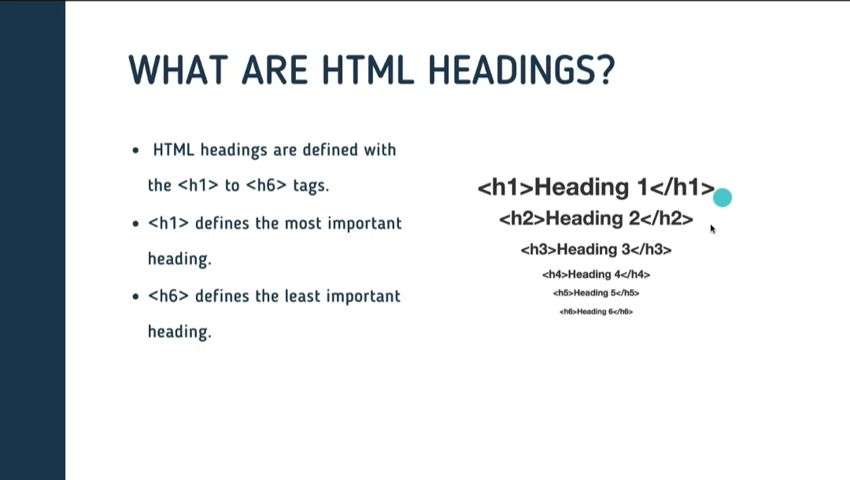 WHAT ARE HTML HEADINGS?
• HTML headings are defined with
the <h1> to <h6> tags.
• <h1> defines the most important
heading.
• <h6> defines the least important
heading.
<h1>Heading 1</h1>
<h2>Heading 2</h2>
<h3>Heading 3</h3>
<h4>Heading 4</h4>
<h5>Heading 5</h5>
<h6>Heading 6</h6>